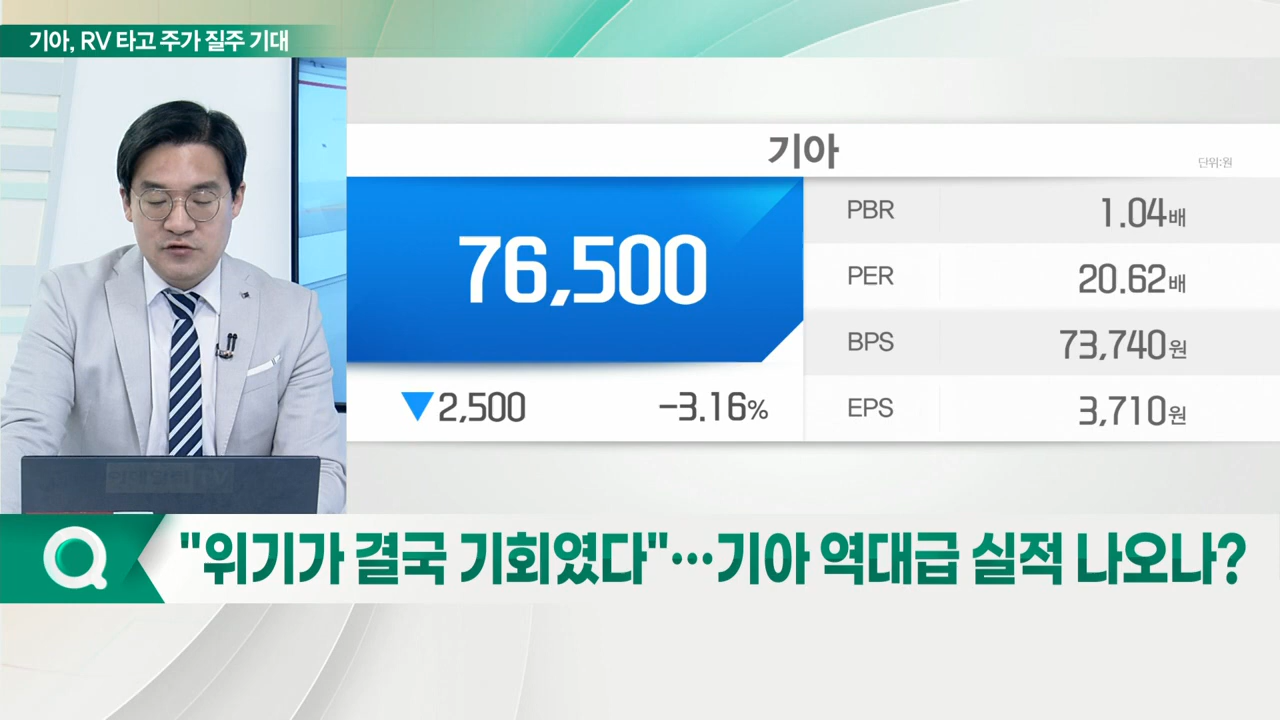 기아, RV 타고 주가 질주 기대
기아
단위:원
76,500
▼2,500 -3.16%
PBR 1.04배
PER 20.62배
BPS 73,740원
EPS 3,710원
"위기가 결국 기회였다"…기아 역대급 실적 나오나?